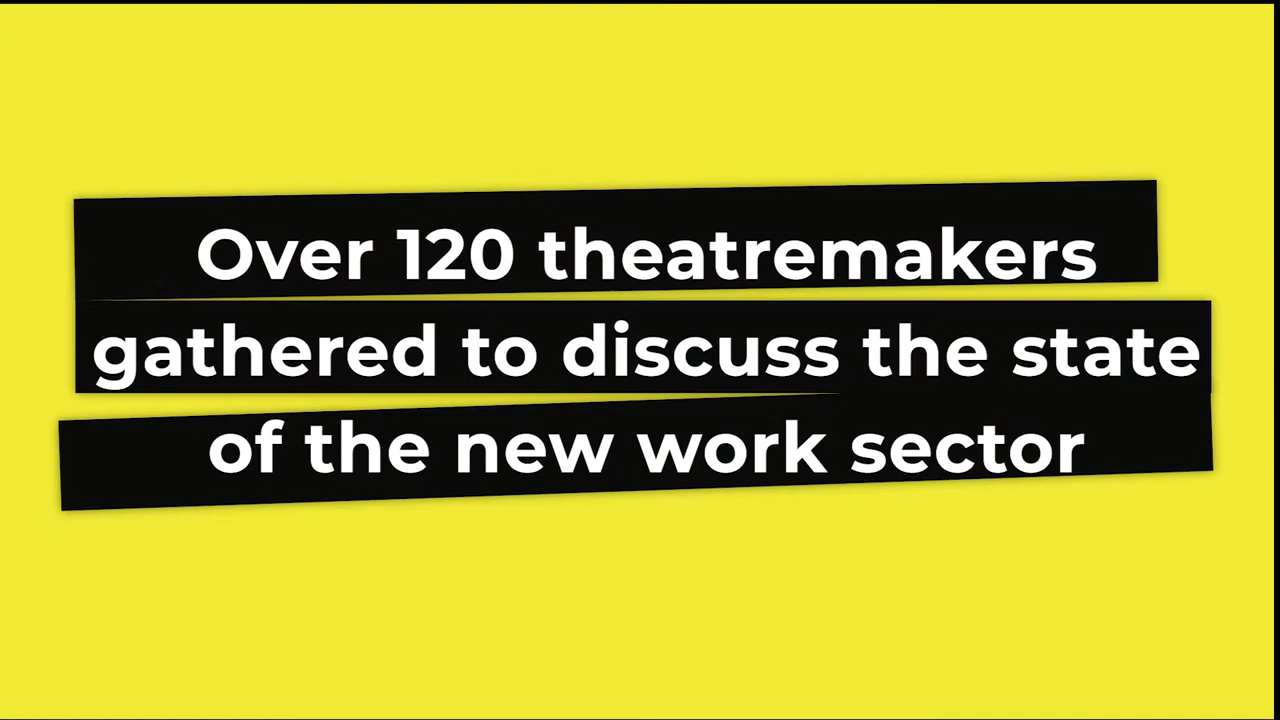 Over 120 theatremakers
gathered to discuss the state
of the new work sector